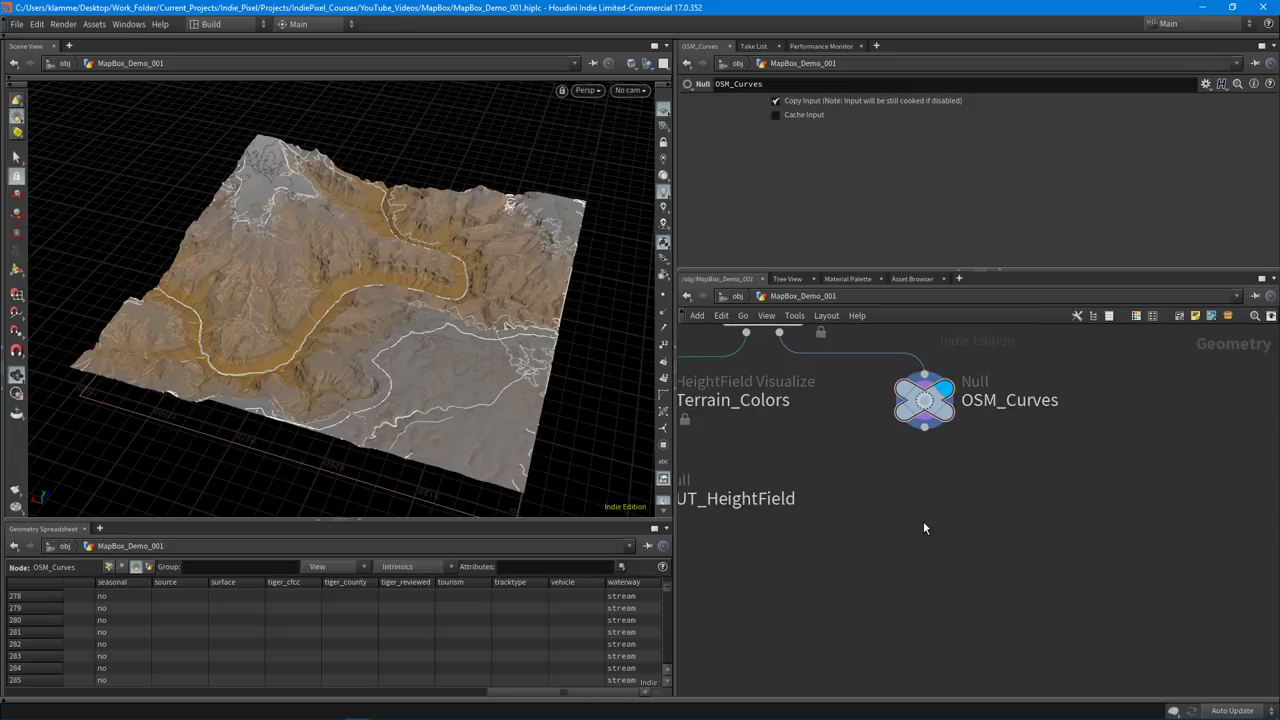 C:/Users/klamme/Desktop/Work_Folder/Current_Projects/Indie_Pixel/Projects/IndiePixel_Courses/YouTube_Videos/MapBox/MapBox_Demo_001.hiplc - Houdini Indie Limited-Commercial 17.0.352
File Edit Render Assets Windows Help Build Main Main
Scene View
obj MapBox_Demo_001
Persp No cam
Indie Edition
OSM_Curves Take List Performance Monitor
obj MapBox_Demo_001
Null OSM_Curves
Copy Input (Note: Input will be still cooked if disabled)
Cache Input
/obj/MapBox_Demo_001 Tree View Material Palette Asset Browser
obj MapBox_Demo_001
Add Edit Go View Tools Layout Help
Indie Edition
Geometry
HeightField Visualize
Terrain_Colors
Null
OSM_Curves
ull
UT_HeightField
Geometry Spreadsheet
obj MapBox_Demo_001
Node: OSM_Curves Group: View Intrinsics Attributes:
seasonal source surface tiger_cfcc tiger_county tiger_reviewed tourism tracktype vehicle waterway
278 no stream
279 no stream
280 no stream
281 no stream
282 no stream
283 no stream
284 no stream
285 no stream
Indie
abc
Auto Update